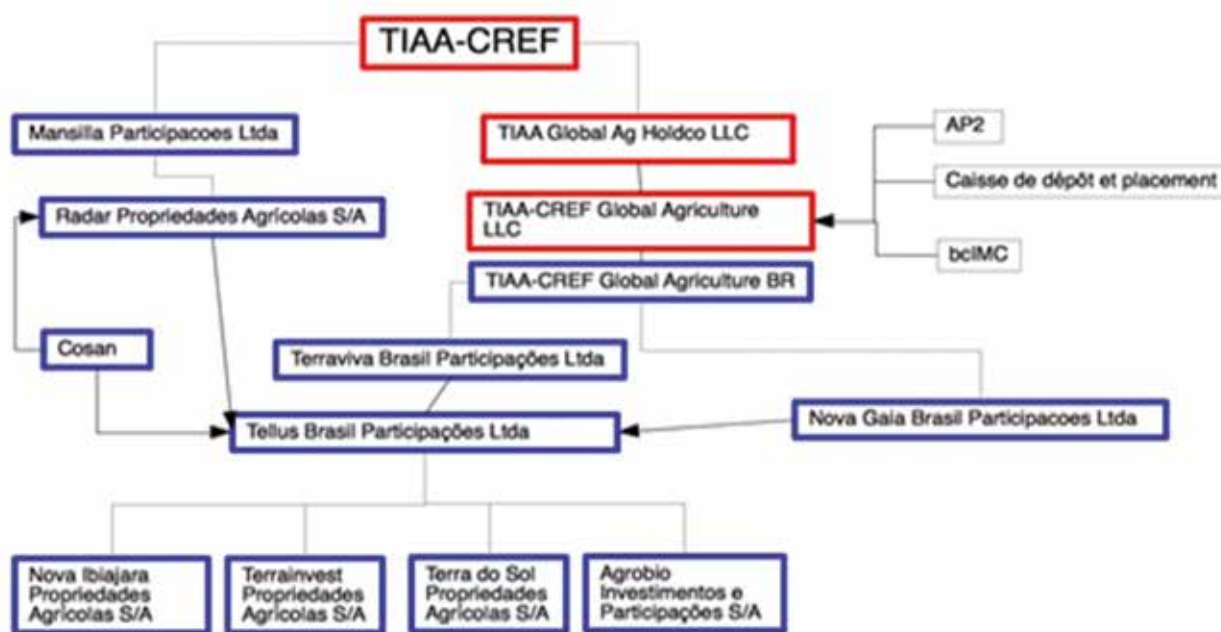 TIAA-CREF
Mansilla Participacoes Ltda
TIAA Global Ag Holdco LLC
AP2
Caisse de dépôt et placement
Radar Propriedades Agrícolas S/A
TIAA-CREF Global Agriculture
LLC
bcIMC
TIAA-CREF Global Agriculture BR
Cosan
Terraviva Brasil Participações Ltda
Tellus Brasil Participações Ltda
Nova Gaia Brasil Participacoes Ltda
Nova Ibiajara
Propriedades
Agrícolas S/A
Terrainvest
Propriedades
Agrícolas S/A
Terra do Sol
Propriedades
Agrícolas S/A
Agrobio
Investimentos e
Participações S/A